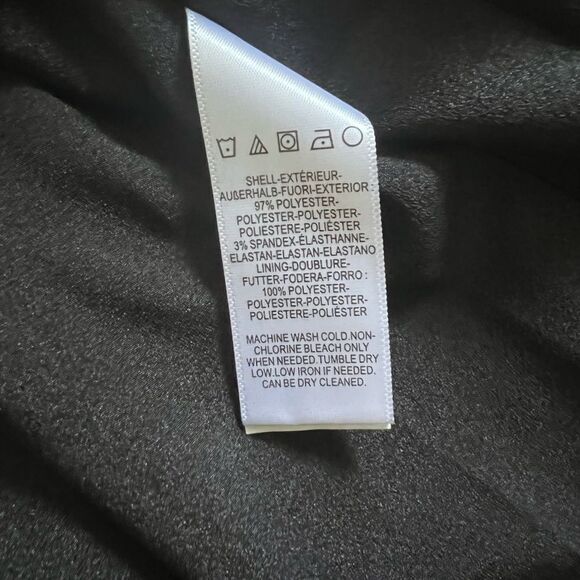 SHELL-EXTÉRIEUR-
AUßERHALB-FUORI-EXTERIOR :
97% POLYESTER-
POLYESTER-POLYESTER-
POLIESTERE-POLIÉSTER
3% SPANDEX-ÉLASTHANNE-
ELASTAN-ELASTAN-ELASTANO
LINING-DOUBLURE-
FUTTER-FODERA-FORRO :
100% POLYESTER-
POLYESTER-POLYESTER-
POLIESTERE-POLIÉSTER
MACHINE WASH COLD.NON-
CHLORINE BLEACH ONLY
WHEN NEEDED.TUMBLE DRY
LOW.LOW IRON IF NEEDED.
CAN BE DRY CLEANED.